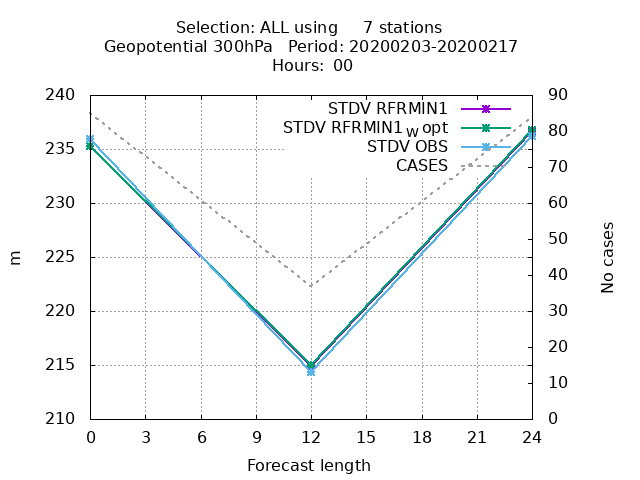 Selection: ALL using     7 stations
Geopotential 300hPa   Period: 20200203-20200217
Hours:  00
STDV RFRMIN1
STDV RFRMIN1wopt
STDV OBS
CASES
240
235
230
225
220
215
210
m
90
80
70
60
50
40
30
20
10
0
No cases
0 3 6 9 12 15 18 21 24
Forecast length